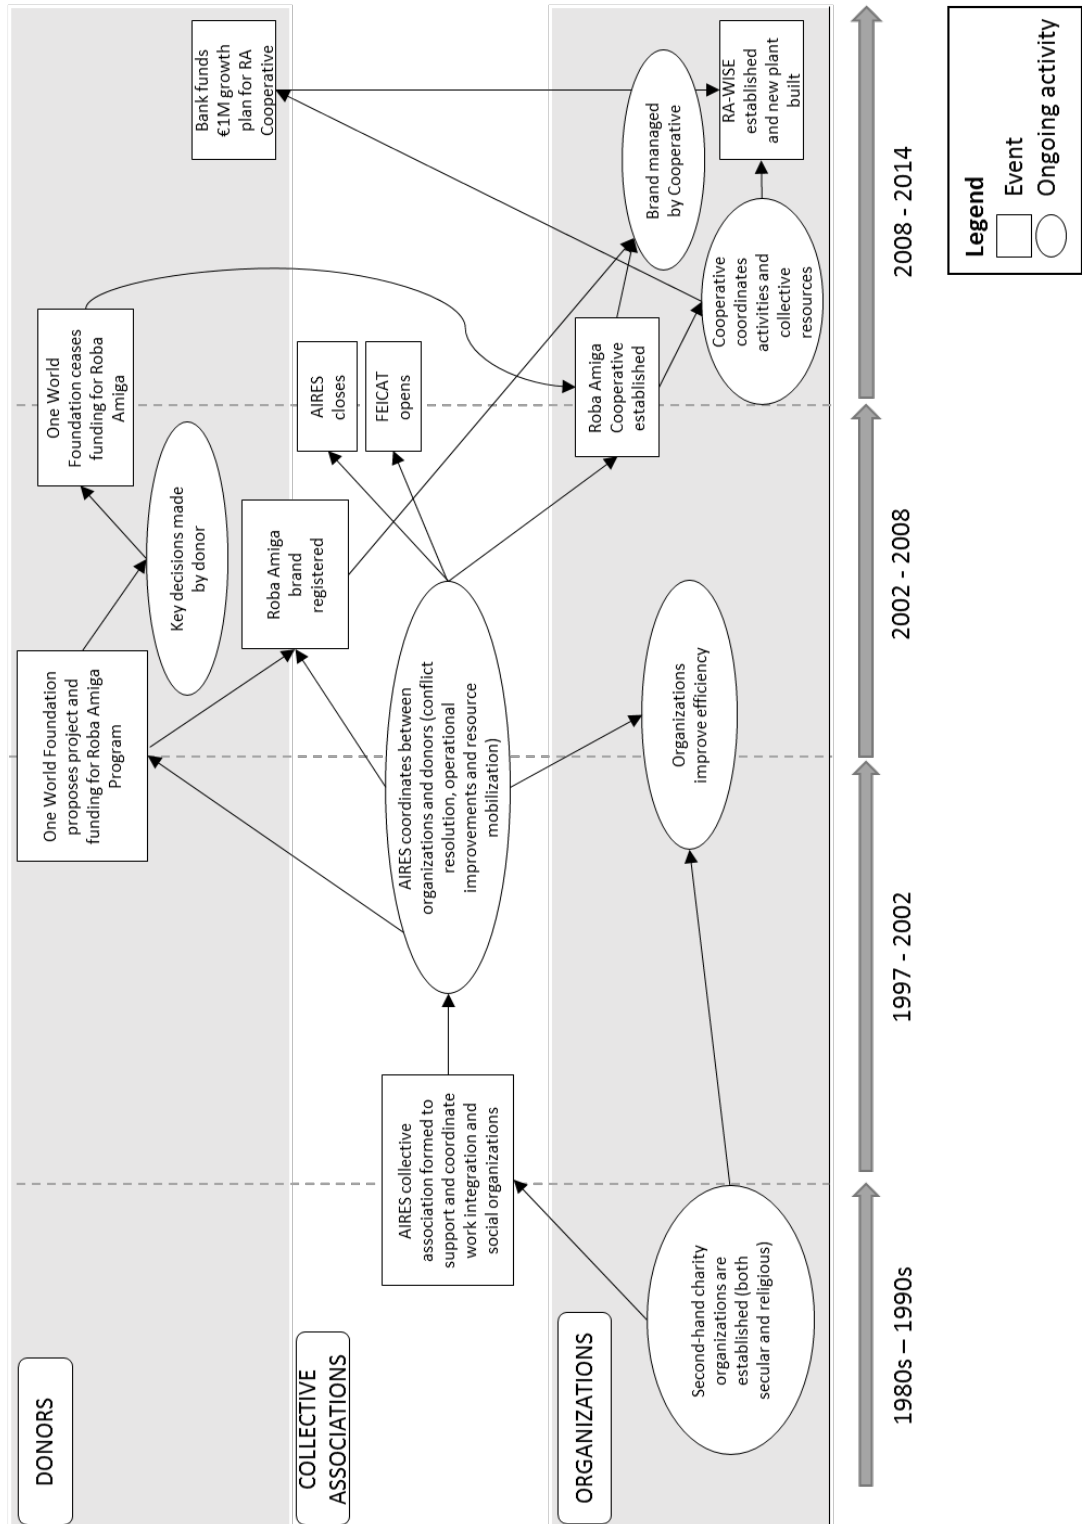 DONORS
One World Foundation
proposes project and
funding for Roba Amiga
Program
Key decisions made
by donor
One World
Foundation ceases
funding for Roba
Amiga
Bank funds
€1M growth
plan for RA
Cooperative
COLLECTIVE
ASSOCIATIONS
AIRES collective
association formed to
support and coordinate
work integration and
social organizations
AIRES coordinates between
organizations and donors (conflict
resolution, operational
improvements and resource
mobilization)
Roba Amiga
brand
registered
AIRES
closes
FEICAT
opens
ORGANIZATIONS
Second-hand charity
organizations are
established (both
secular and religious)
Organizations
improve efficiency
Roba Amiga
Cooperative
established
Brand managed
by Cooperative
Cooperative
coordinates
activities and
collective
resources
RA-WISE
established
and new plant
built
1980s – 1990s
1997 - 2002
2002 - 2008
2008 - 2014
Legend
Event
Ongoing activity